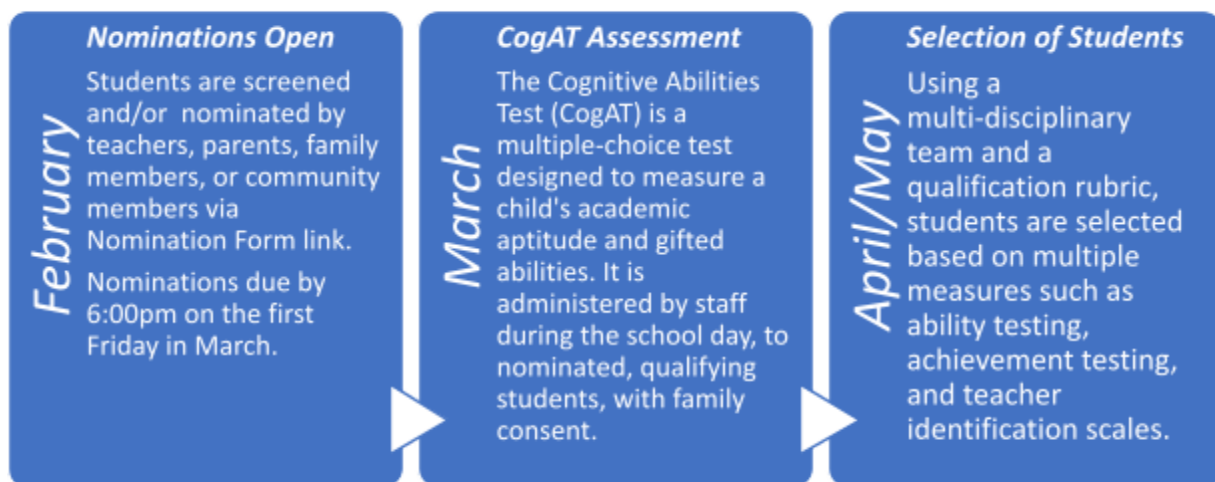 February
Nominations Open
Students are screened
and/or  nominated by
teachers, parents, family
members, or community
members via
Nomination Form link.
Nominations due by
6:00pm on the first
Friday in March.
March
CogAT Assessment
The Cognitive Abilities
Test (CogAT) is a
multiple-choice test
designed to measure a
child's academic
aptitude and gifted
abilities. It is
administered by staff
during the school day, to
nominated, qualifying
students, with family
consent.
April/May
Selection of Students
Using a
multi-disciplinary
team and a
qualification rubric,
students are selected
based on multiple
measures such as
ability testing,
achievement testing,
and teacher
identification scales.